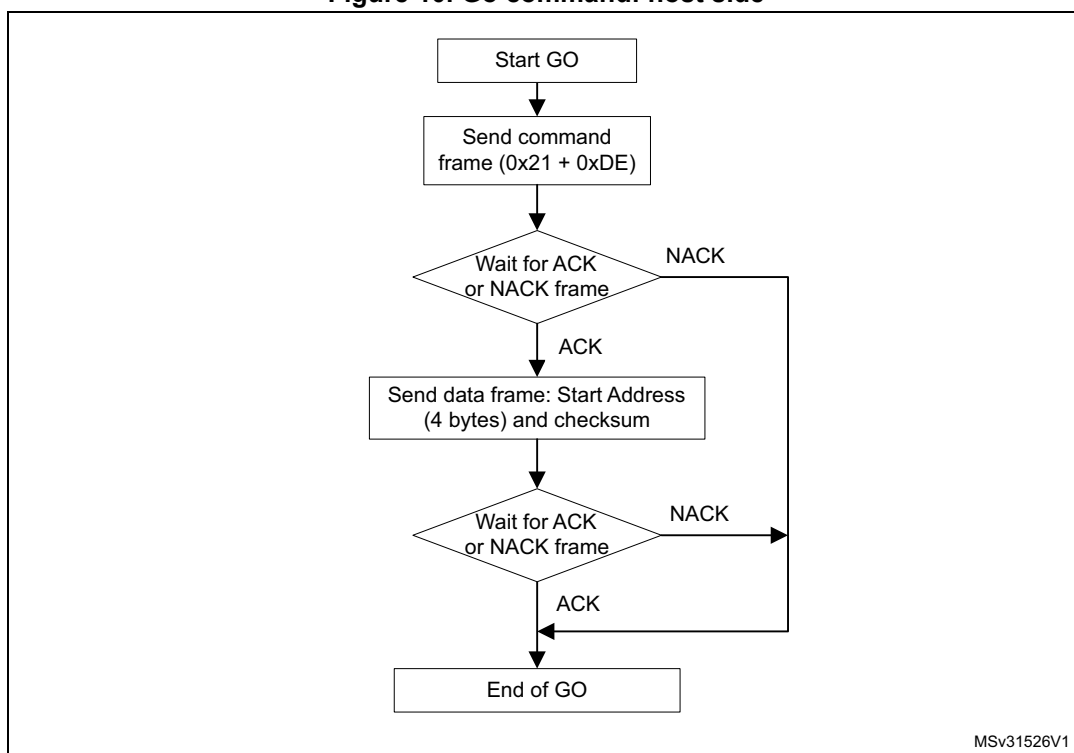 Start GO
Send command
frame (0x21 + 0xDE)
Wait for ACK
or NACK frame
NACK
ACK
Send data frame: Start Address
(4 bytes) and checksum
Wait for ACK
or NACK frame
NACK
ACK
End of GO
MSv31526V1